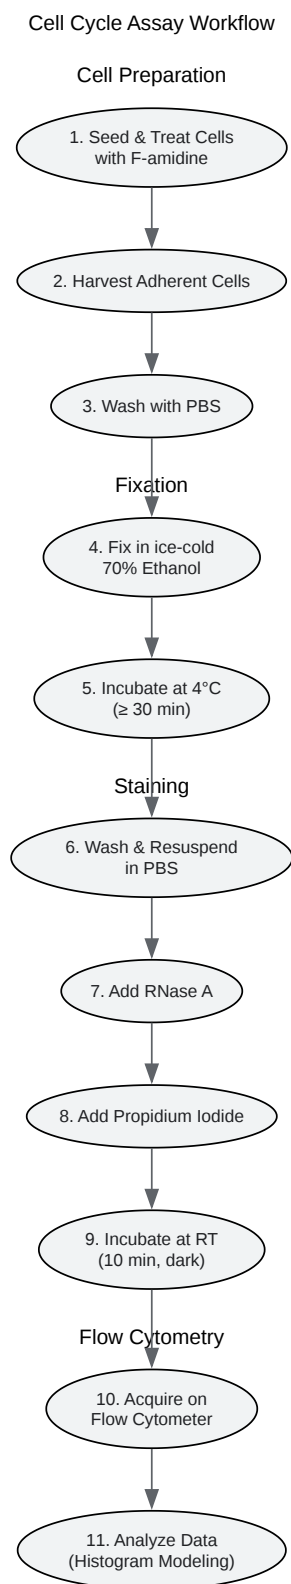 Cell Cycle Assay Workflow
Cell Preparation
1. Seed & Treat Cells
with F-amidine
2. Harvest Adherent Cells
3. Wash with PBS
Fixation
4. Fix in ice-cold
70% Ethanol
5. Incubate at 4°C
(≥ 30 min)
Staining
6. Wash & Resuspend
in PBS
7. Add RNase A
8. Add Propidium Iodide
9. Incubate at RT
(10 min, dark)
Flow Cytometry
10. Acquire on
Flow Cytometer
11. Analyze Data
(Histogram Modeling)